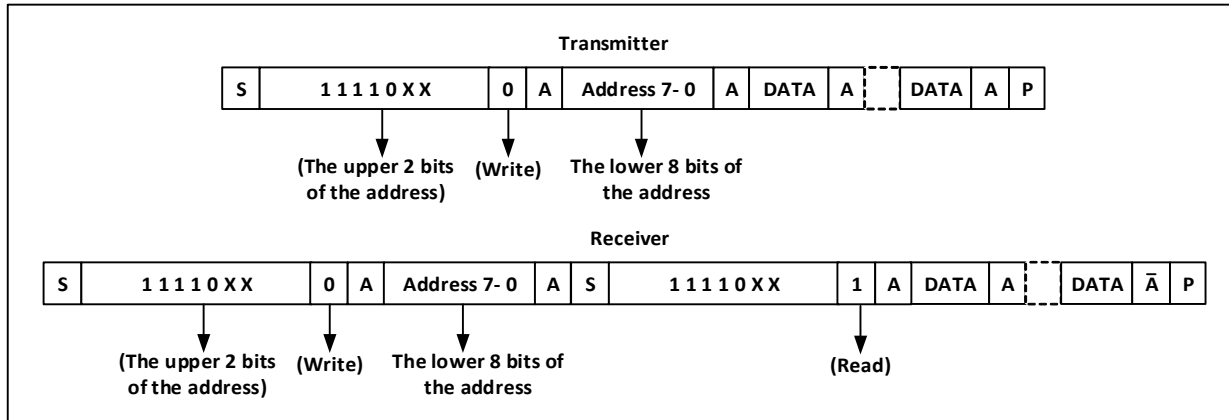 Transmitter
S 1 1 1 1 0 X X 0 A Address 7- 0 A DATA A DATA A P
(The upper 2 bits of the address) (Write) The lower 8 bits of the address
Receiver
S 1 1 1 1 0 X X 0 A Address 7- 0 A S 1 1 1 1 0 X X 1 A DATA A DATA Ā P
(The upper 2 bits of the address) (Write) The lower 8 bits of the address (Read)